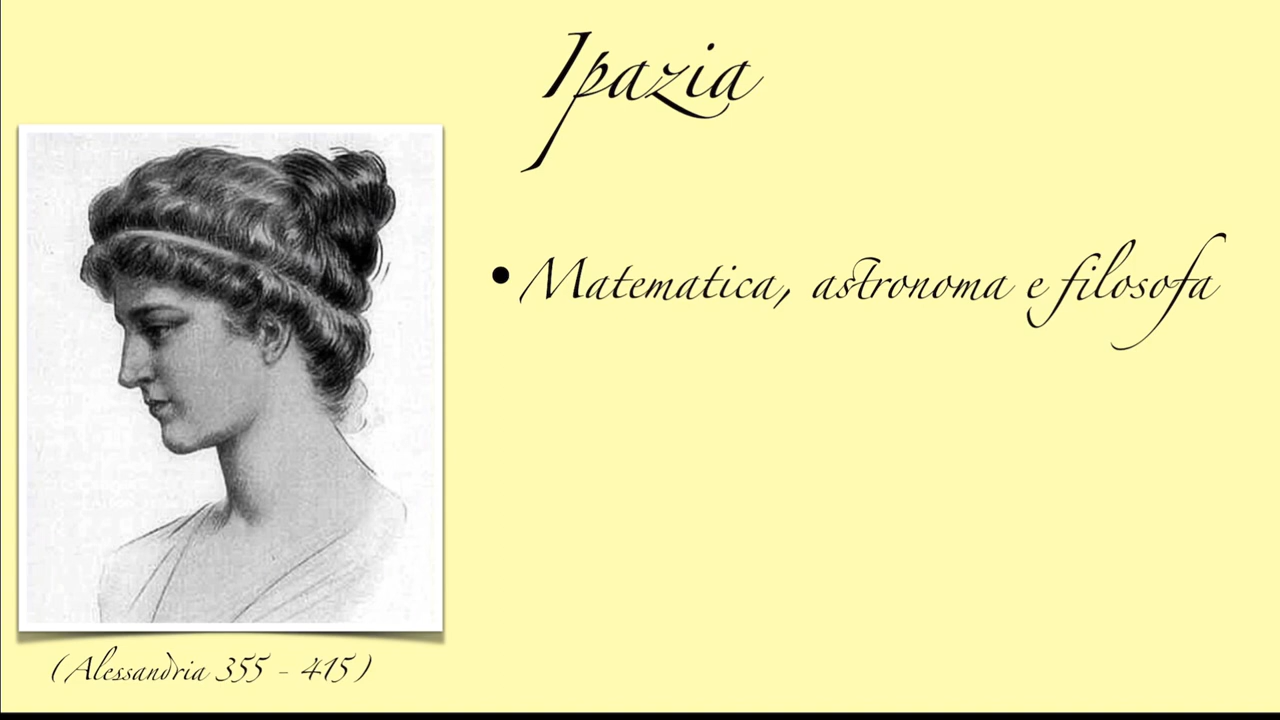 Ipazia
• Matematica, astronoma e filosofa
(Alessandria 355 - 415)